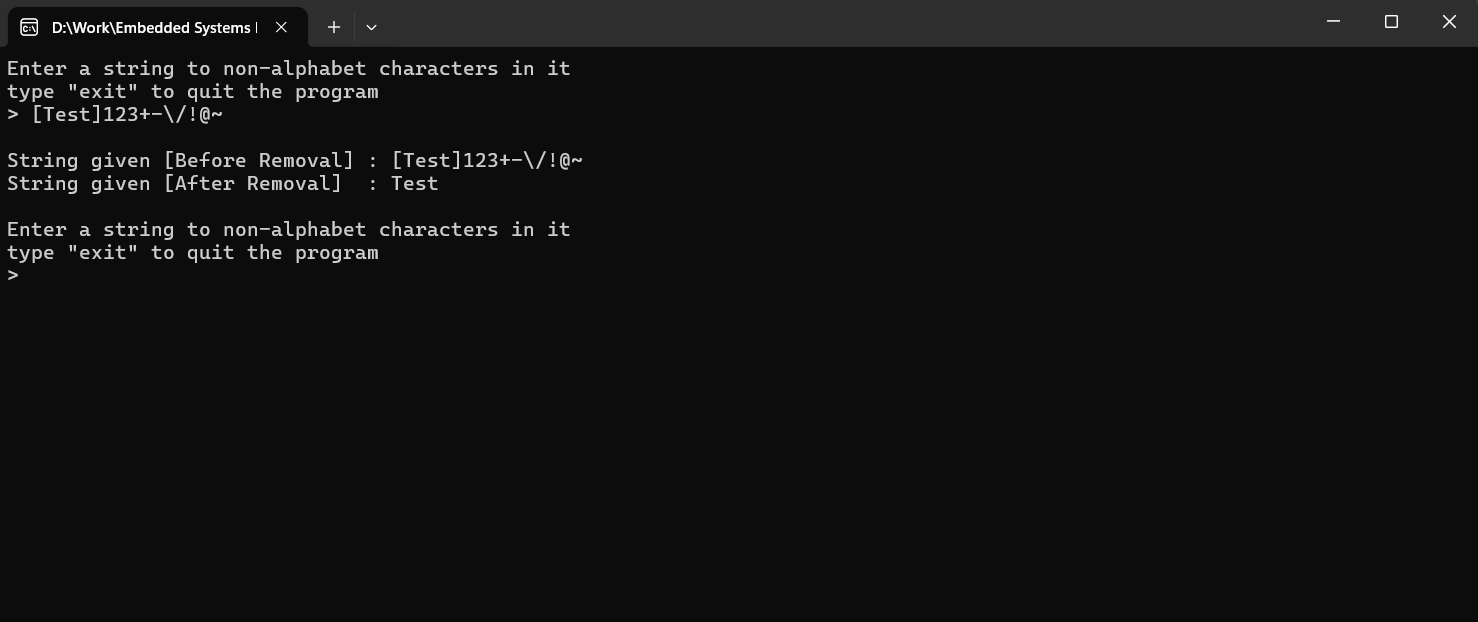 D:\Work\Embedded Systems
Enter a string to non-alphabet characters in it
type "exit" to quit the program
> [Test]123+-\/!@~
String given [Before Removal] : [Test]123+-\/!@~
String given [After Removal]  : Test
Enter a string to non-alphabet characters in it
type "exit" to quit the program
>